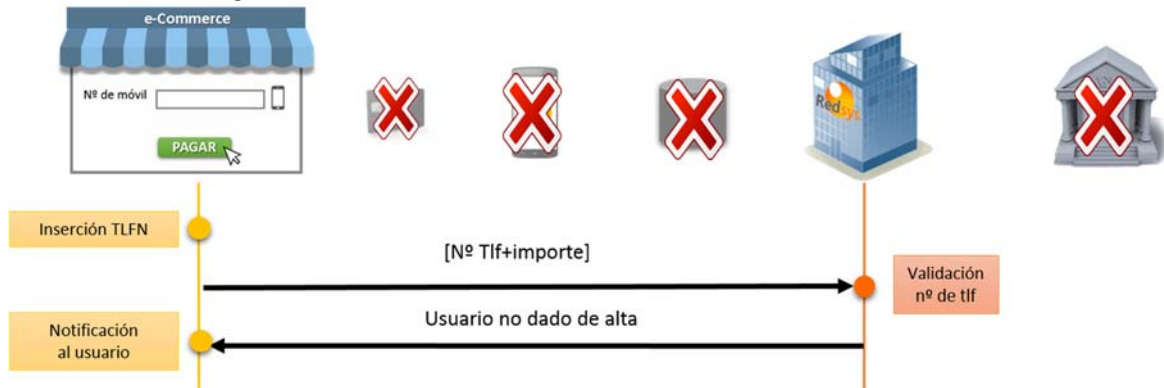 e-Commerce
Nº de móvil
PAGAR
Redsys
Inserción TLFN
[Nº Tlf+importe]
Validación
nº de tlf
Usuario no dado de alta
Notificación
al usuario